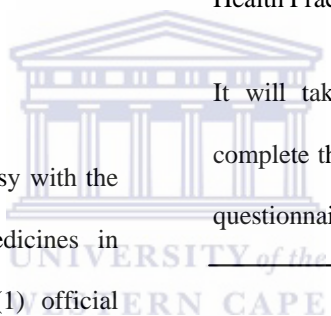 Health Prac
It will tak
complete th
questionnai
sy with the
edicines in
(1) official
UNIVERSITY of the
WESTERN CAPE